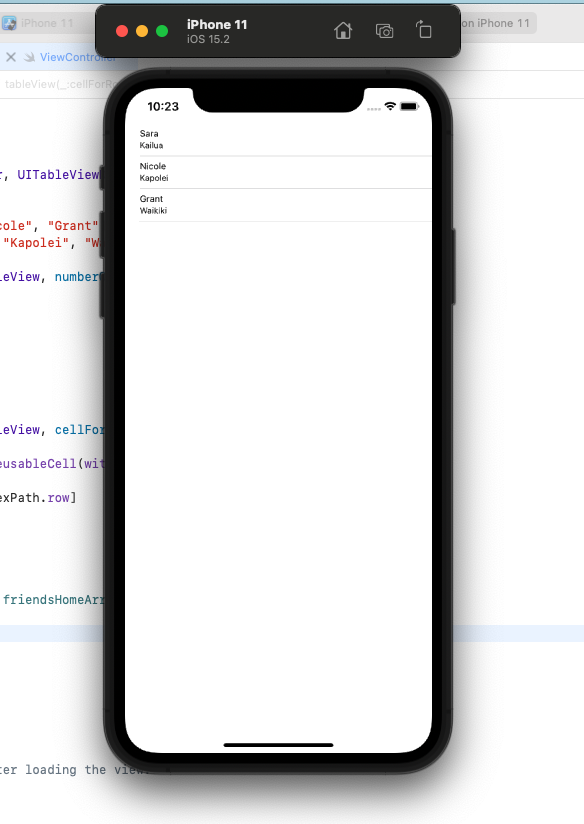 iPhone 11
iPhone 11
iOS 15.2
on iPhone 11
ViewController
tableView(_:cellForR
10:23
Sara
Kailua
r, UITableView
Nicole
Kapolei
Grant
Waikiki
cole", "Grant"
"Kapolei", "W
leView, number
leView, cellFor
eusableCell(wit
exPath.row]
friendsHomeArr
ter loading the view.